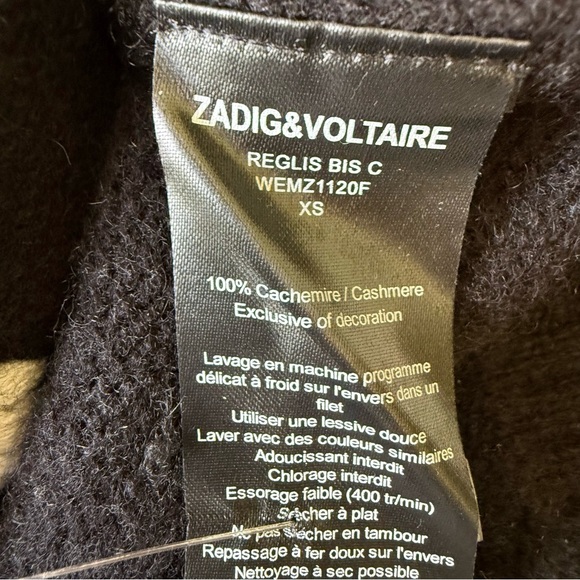 ZADIG&VOLTAIRE
REGLIS BIS C
WEMZ1120F
XS
100% Cachemire / Cashmere
Exclusive of decoration
Lavage en machine programme
délicat à froid sur l'envers dans un
filet
Utiliser une lessive douce
Laver avec des couleurs similaires
Adoucissant interdit
Chlorage interdit
Essorage faible (400 tr/min)
Sécher à plat
Ne pas sécher en tambour
Repassage à fer doux sur l'envers
Nettoyage à sec possible